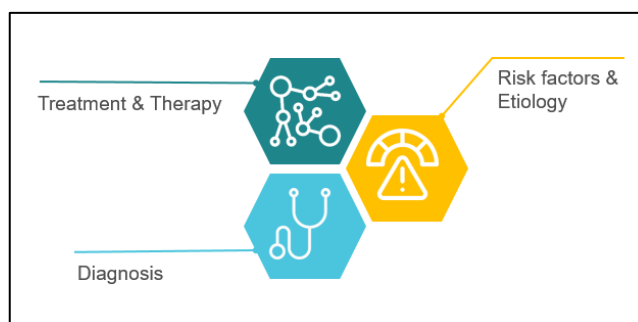 Treatment & Therapy
Risk factors &
Etiology
Diagnosis